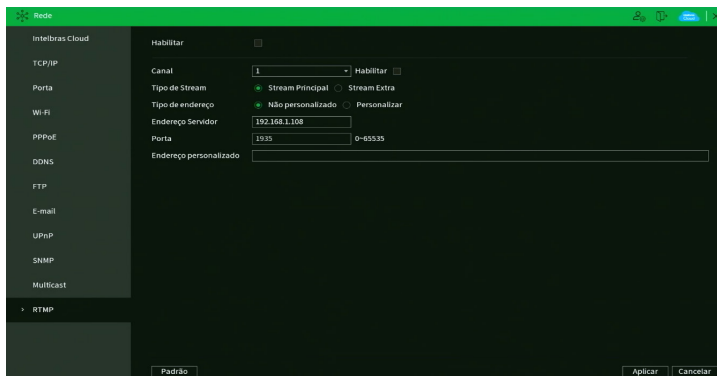 Rede
Intelbras Cloud
TCP/IP
Porta
Wi-Fi
PPPoE
DDNS
FTP
E-mail
UPnP
SNMP
Multicast
> RTMP
Habilitar
Canal 1 Habilitar
Tipo de Stream Stream Principal Stream Extra
Tipo de endereço Não personalizado Personalizar
Endereço Servidor 192.168.1.108
Porta 1935 0~65535
Endereço personalizado
Padrão Aplicar Cancelar